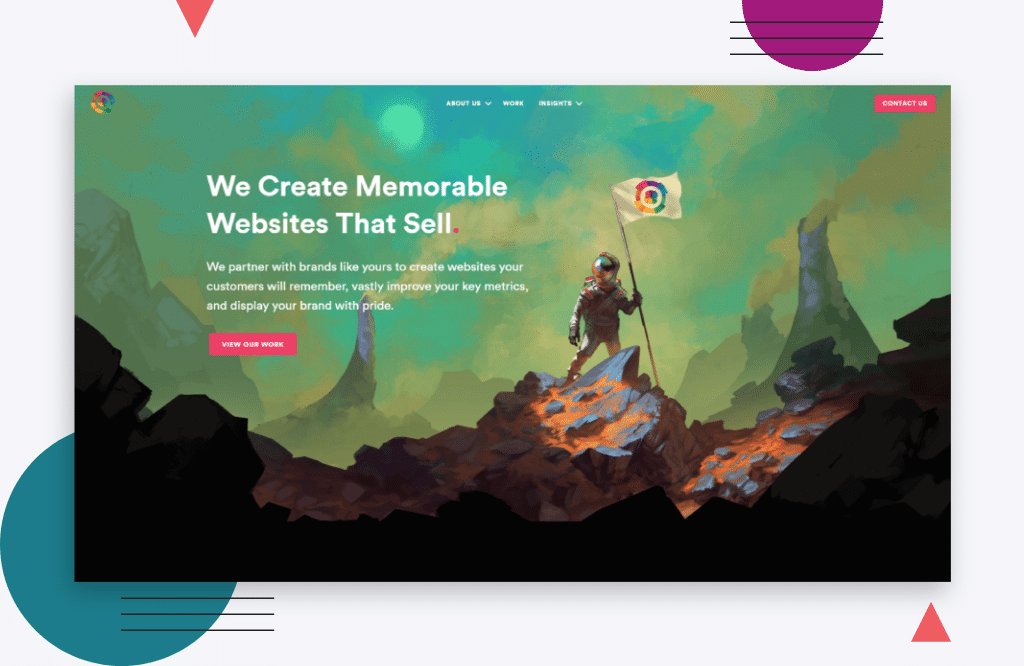 ABOUT US
WORK
INSIGHTS
CONTACT US
We Create Memorable
Websites That Sell.
We partner with brands like yours to create websites your
customers will remember, vastly improve your key metrics,
and display your brand with pride.
VIEW OUR WORK